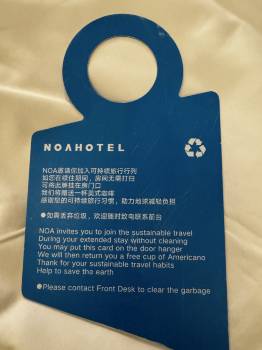 NOAHOTEL
NOA邀请你加入可持续旅行行列
如您在续住期间，房间无需打扫
可将此牌挂在房门口
我们将赠送一杯美式咖啡
感谢您的可持续旅行习惯，助力地球减轻负担
●如需丢弃垃圾，欢迎随时致电联系前台
NOA invites you to join the sustainable travel
During your extended stay without cleaning
You may put this card on the door hanger
We will then return you a free cup of Americano
Thank for your sustainable travel habits
Help to save the earth
●Please contact Front Desk to clear the garbage